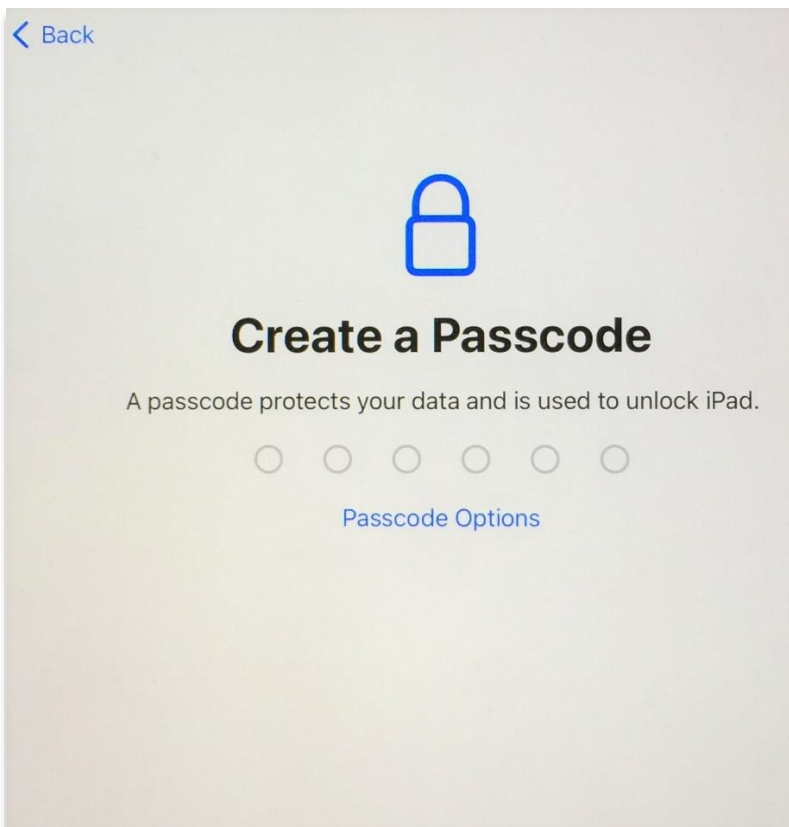 Back
Create a Passcode
A passcode protects your data and is used to unlock iPad.
Passcode Options